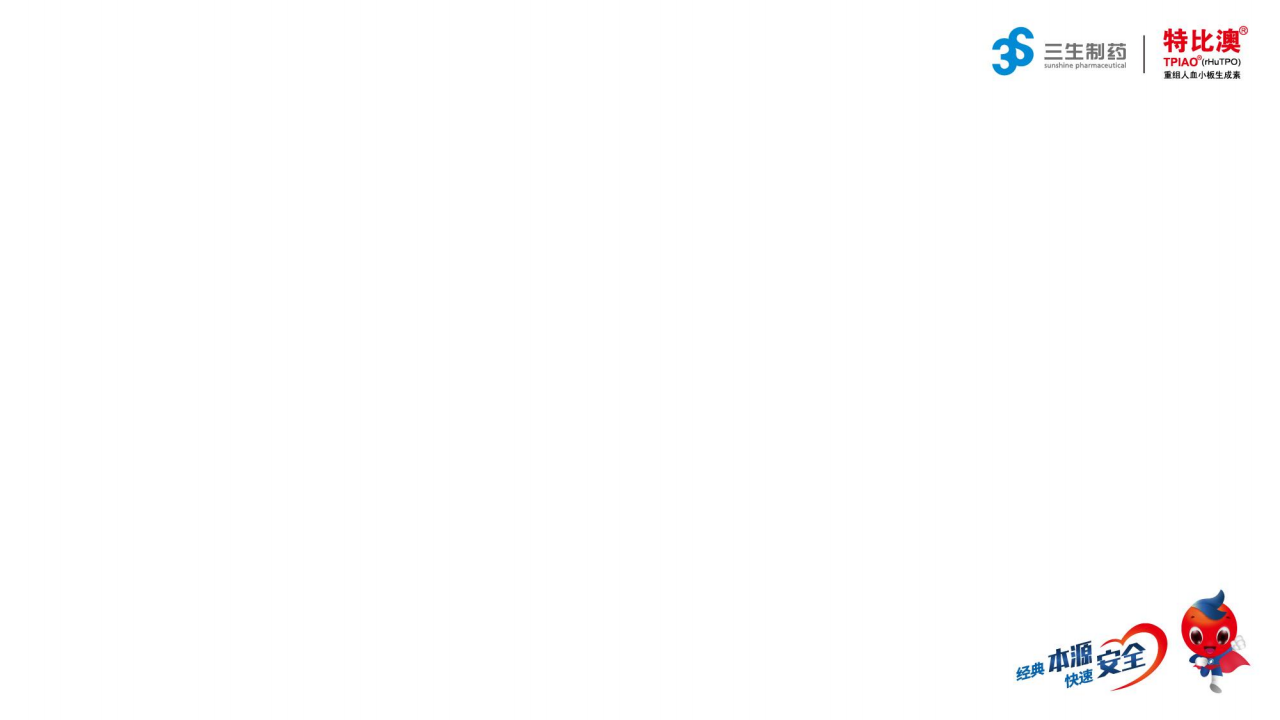 3S
三生制药
sunshine pharmaceutical
特比澳®
TPIAO®(rHuTPO)
重组人血小板生成素
经典 本源 安全
快速